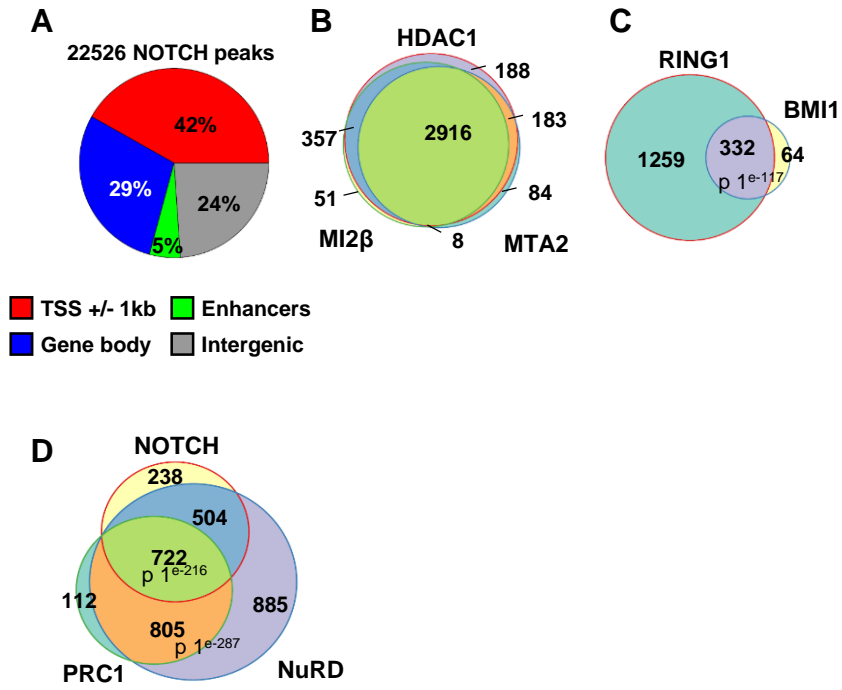 A
22526 NOTCH peaks
42%
29%
24%
5%
TSS +/- 1kb
Enhancers
Gene body
Intergenic
B
HDAC1
188
183
357
2916
51
84
8
MI2β
MTA2
C
RING1
BMI1
1259
332
64
p 1e-117
D
NOTCH
238
504
722
p 1e-216
112
885
805
p 1e-287
PRC1
NuRD